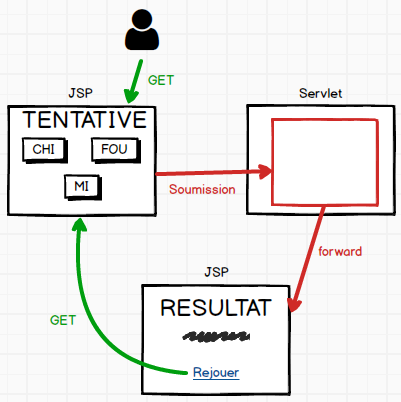 GET
JSP
Servlet
TENTATIVE
CHI
FOU
MI
Soumission
forward
JSP
RESULTAT
GET
Rejouer